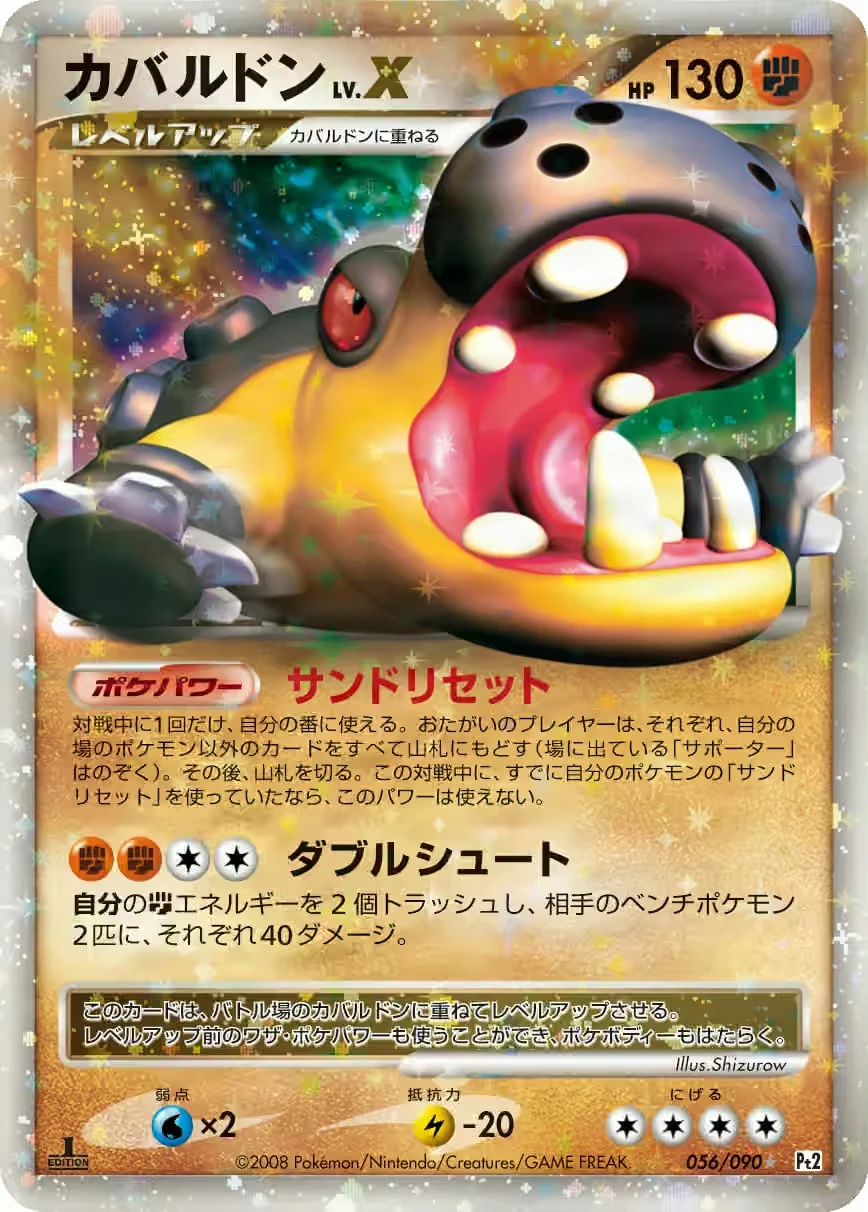 カバルドン LV.X HP 130
レベルアップ カバルドンに重ねる
ポケパワー サンドリセット
対戦中に1回だけ、自分の番に使える。おたがいのプレイヤーは、それぞれ、自分の
場のポケモン以外のカードをすべて山札にもどす(場に出ている「サポーター」
はのぞく)。その後、山札を切る。この対戦中に、すでに自分のポケモンの「サンド
リセット」を使っていたなら、このパワーは使えない。
ダブルシュート
自分のエネルギーを2個トラッシュし、相手のベンチポケモン
2匹に、それぞれ40ダメージ。
このカードは、バトル場のカバルドンに重ねてレベルアップさせる。
レベルアップ前のワザ・ポケパワーも使うことができ、ポケボディーもはたらく。
Illus.Shizurow
弱点 抵抗力 にげる
×2 -20
1 EDITION ©2008 Pokémon/Nintendo/Creatures/GAME FREAK. 056/090 ★ Pt2